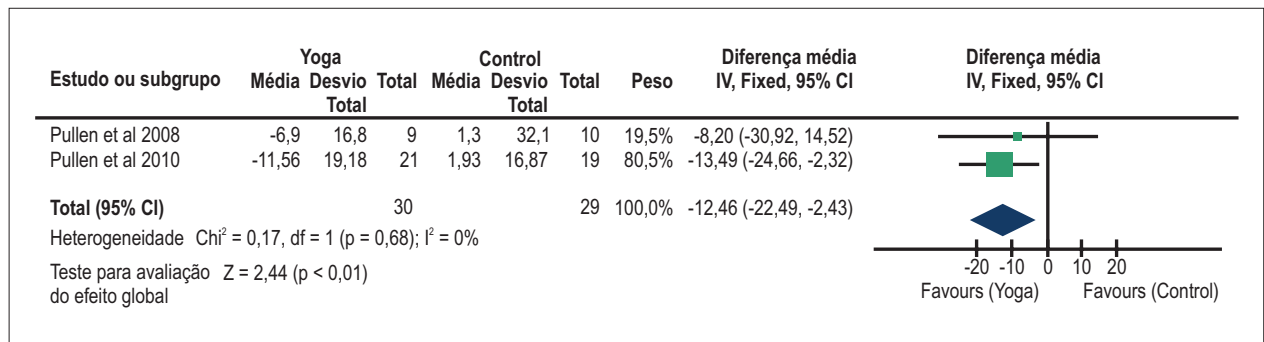 Yoga Control Diferença média Diferença média
Estudo ou subgrupo Média Desvio Total Média Desvio Total Peso IV, Fixed, 95% CI IV, Fixed, 95% CI
Total Total
Pullen et al 2008 -6,9 16,8 9 1,3 32,1 10 19,5% -8,20 (-30,92, 14,52)
Pullen et al 2010 -11,56 19,18 21 1,93 16,87 19 80,5% -13,49 (-24,66, -2,32)
Total (95% CI) 30 29 100,0% -12,46 (-22,49, -2,43)
Heterogeneidade Chi² = 0,17, df = 1 (p = 0,68); I² = 0%
Teste para avaliação Z = 2,44 (p < 0,01)
do efeito global
-20 -10 0 10 20
Favours (Yoga) Favours (Control)